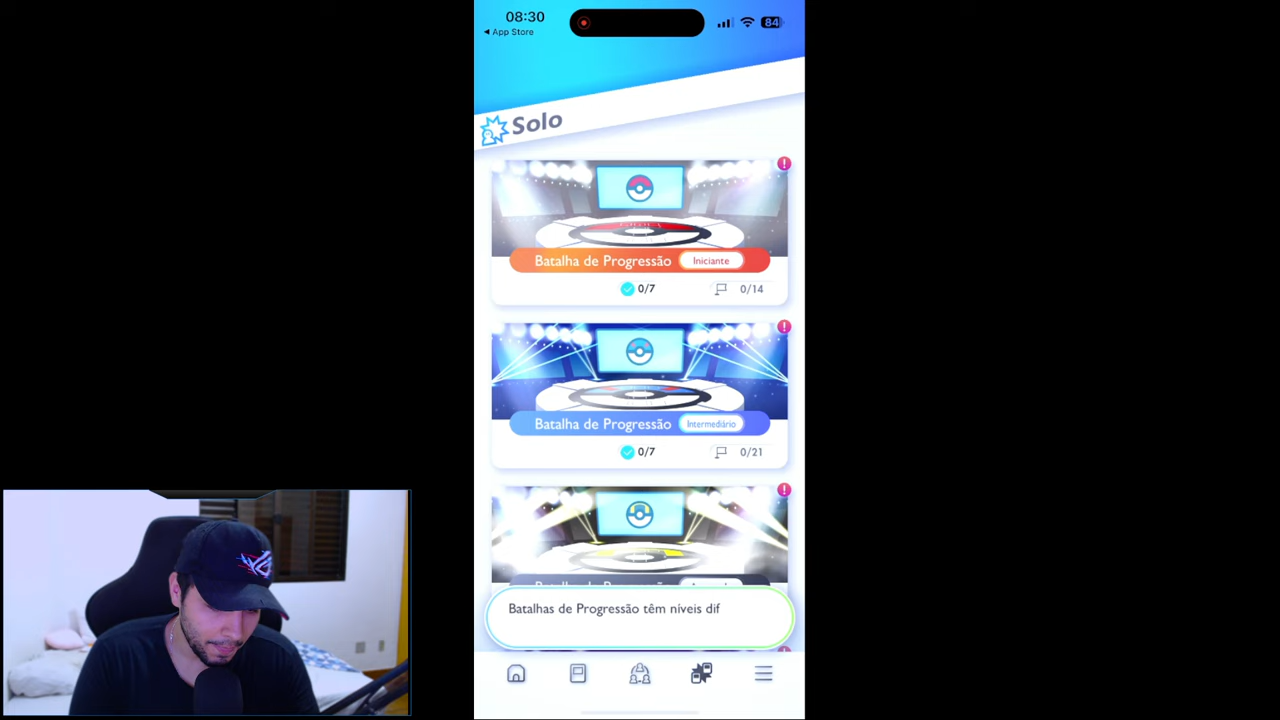 08:30
84
App Store
Solo
Batalha de Progressão Iniciante
0/7 0/14
Batalha de Progressão Intermediário
0/7 0/21
Batalhas de Progressão têm níveis dif